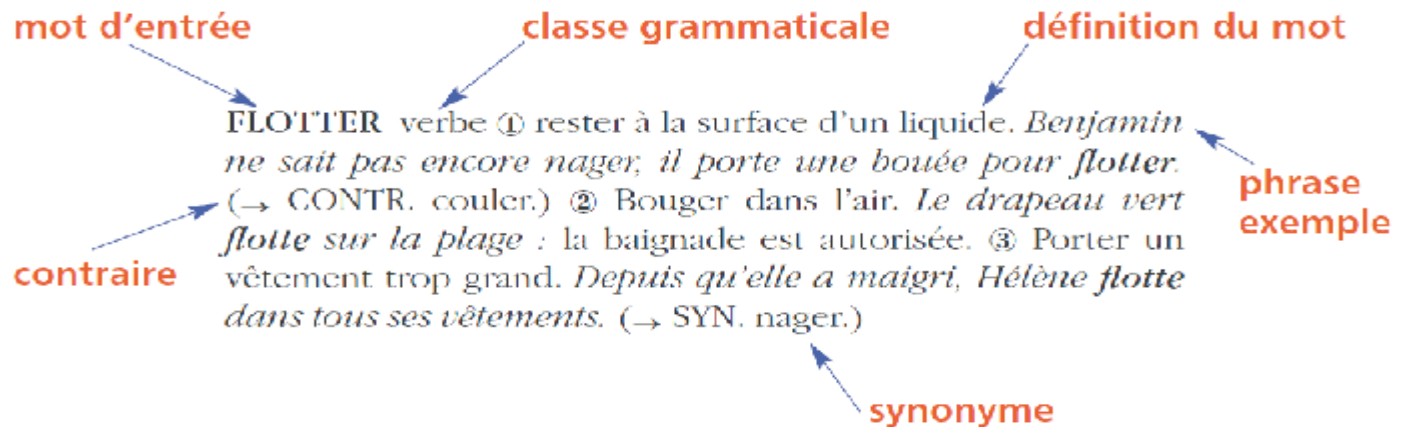 mot d'entrée classe grammaticale définition du mot
FLOTTER verbe ① rester à la surface d'un liquide. Benjamin
ne sait pas encore nager, il porte une bouée pour flotter.
(→ CONTR. couler.) ② Bouger dans l'air. Le drapeau vert
flotte sur la plage : la baignade est autorisée. ③ Porter un
vêtement trop grand. Depuis qu'elle a maigri, Hélène flotte
dans tous ses vêtements. (→ SYN. nager.)
phrase
exemple
contraire
synonyme